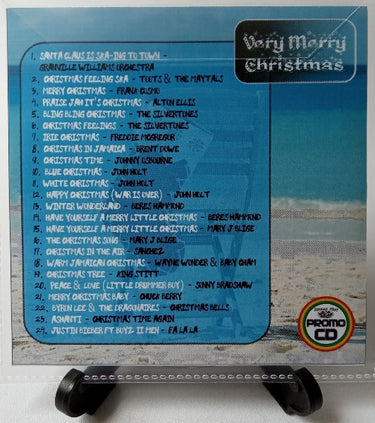 Very Merry
Christmas
1. SANTA CLAUS IS SKA-ING TO TOWN -
GRANVILLE WILLIAMS ORCHESTRA
2. CHRISTMAS FEELING SKA - TOOTS & THE MAYTALS
3. MERRY CHRISTMAS - FRANK COSMO
4. PRAISE JAH IT'S CHRISTMAS - ALTON ELLIS
5. BLING BLING CHRISTMAS - THE SILVERTONES
6. CHRISTMAS FEELINGS - THE SILVERTONES
7. IRIE CHRISTMAS - FREDDIE MCGREGOR
8. CHRISTMAS IN JAMAICA - BRENT DOWE
9. CHRISTMAS TIME - JOHNNY OSBOURNE
10. BLUE CHRISTMAS - JOHN HOLT
11. WHITE CHRISTMAS - JOHN HOLT
12. HAPPY CHRISTMAS (WAR IS OVER) - JOHN HOLT
13. WINTER WONDERLAND - BERES HAMMOND
14. HAVE YOURSELF A MERRY LITTLE CHRISTMAS - BERES HAMMOND
15. HAVE YOURSELF A MERRY LITTLE CHRISTMAS - MARY J BLIGE
16. THE CHRISTMAS SONG - MARY J BLIGE
17. CHRISTMAS IN THE AIR - SANCHEZ
18. WARM JAMAICAN CHRISTMAS - WAYNE WONDER & BABY CHAM
19. CHRISTMAS TREE - KING STITT
20. PEACE & LOVE (LITTLE DRUMMER BOY) - SONNY BRADSHAW
21. MERRY CHRISTMAS BABY - CHUCK BERRY
22. BYRON LEE & THE DRAGONAIRES - CHRISTMAS BELLS
23. ASHANTI - CHRISTMAS TIME AGAIN
24. JUSTIN BIEBER FT BOYZ II MEN - FA LA LA
PROMO
CD